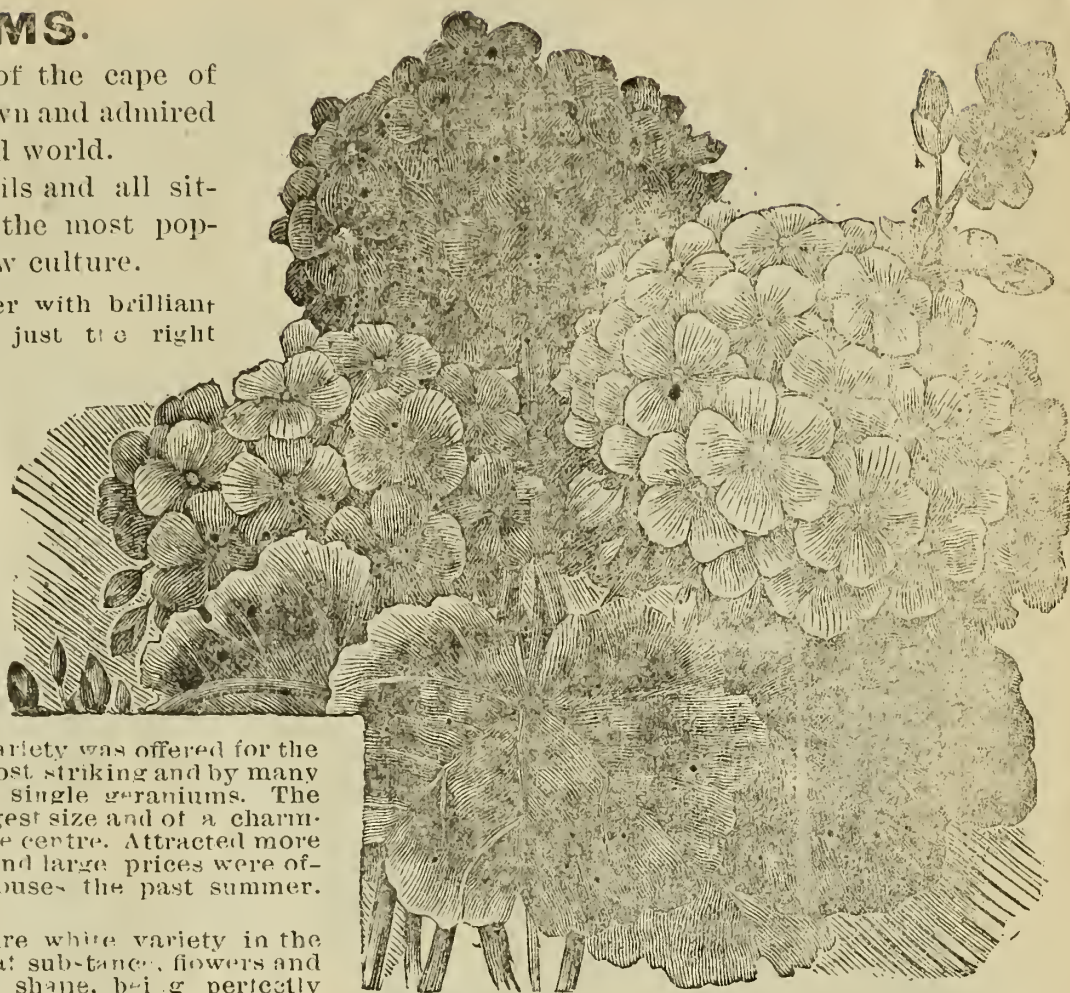 MS.
of the cape of
vn and admired
l world.
ils and all sit-
the most pop-
w culture.
er with brilliant
just the right
ariety was offered for the
ost striking and by many
single geraniums. The
gest size and of a charm-
e centre. Attracted more
nd large prices were of-
ouses the past summer.
re white variety in the
at substance, flowers and
shape, being perfectly